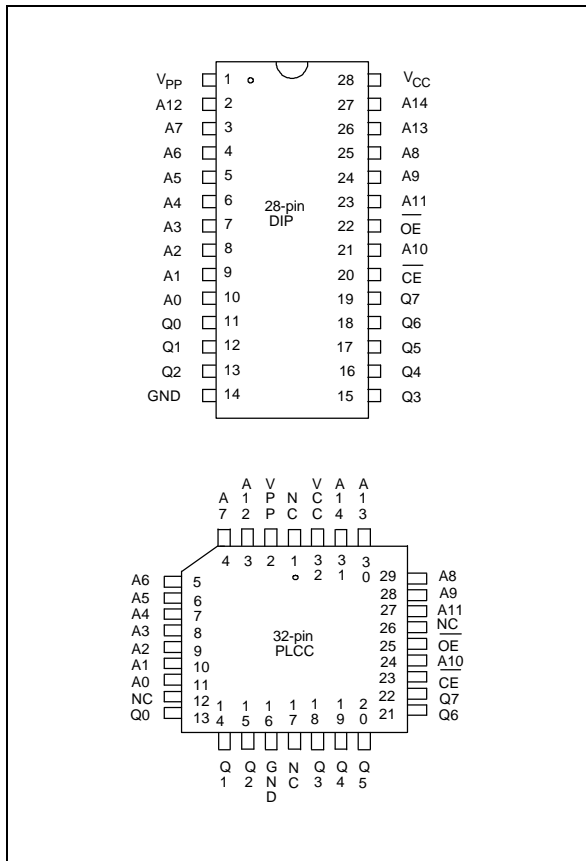 VPP 1 28 VCC
A12 2 27 A14
A7 3 26 A13
A6 4 25 A8
A5 5 24 A9
A4 6 23 A11
28-pin
DIP
A3 7 22 OE
A2 8 21 A10
A1 9 20 CE
A0 10 19 Q7
Q0 11 18 Q6
Q1 12 17 Q5
Q2 13 16 Q4
GND 14 15 Q3
A7 A12 VPP NC VCC A14 A13
4 3 2 1 32 31 30
A6 5 29 A8
A5 6 28 A9
A4 7 27 A11
A3 8 26 NC
32-pin
PLCC
A2 9 25 OE
A1 10 24 A10
A0 11 23 CE
NC 12 22 Q7
Q0 13 21 Q6
14 15 16 17 18 19 20
Q1 Q2 GND NC Q3 Q4 Q5